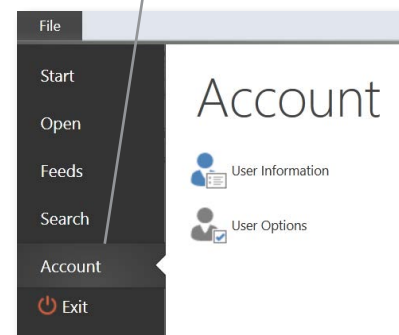 File
Start
Open
Feeds
Search
Account
Exit
Account
User Information
User Options